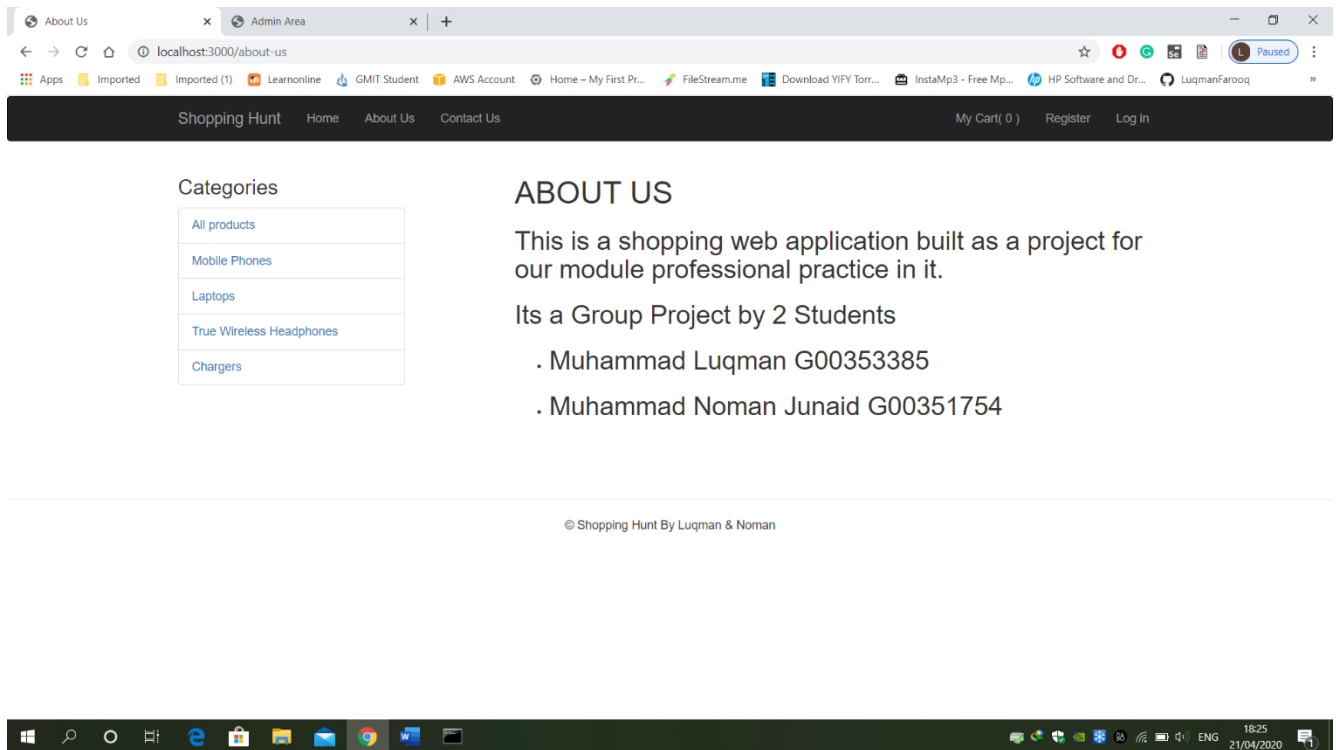 About Us
Admin Area
localhost:3000/about-us
Paused
Apps Imported Imported (1) Learnonline GMIT Student AWS Account Home – My First Pr... FileStream.me Download YIFY Torr... InstaMp3 - Free Mp... HP Software and Dr... LuqmanFarooq »
Shopping Hunt Home About Us Contact Us My Cart( 0 ) Register Log in
Categories
All products
Mobile Phones
Laptops
True Wireless Headphones
Chargers
ABOUT US
This is a shopping web application built as a project for
our module professional practice in it.
Its a Group Project by 2 Students
• Muhammad Luqman G00353385
• Muhammad Noman Junaid G00351754
© Shopping Hunt By Luqman & Noman
ENG
18:25
21/04/2020